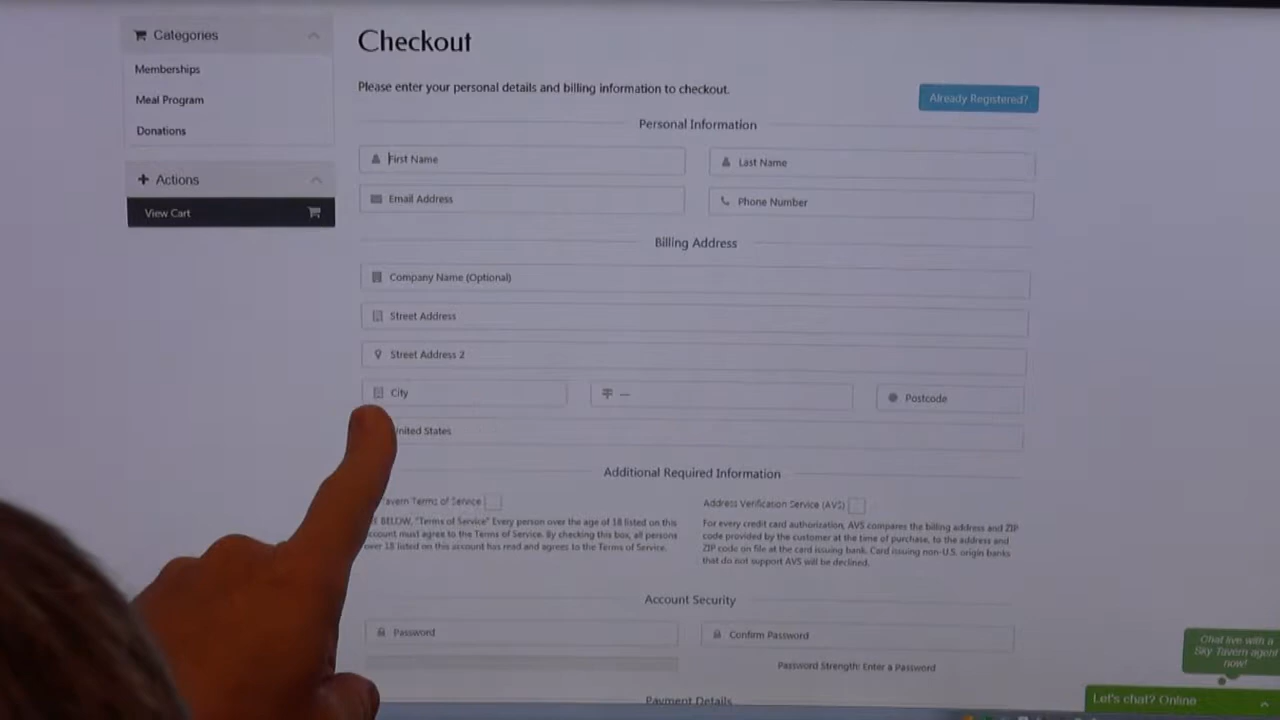 Categories
Memberships
Meal Program
Donations
Actions
View Cart
Checkout
Please enter your personal details and billing information to checkout.
Already Registered?
Personal Information
First Name
Last Name
Email Address
Phone Number
Billing Address
Company Name (Optional)
Street Address
Street Address 2
City
—
Postcode
United States
Additional Required Information
Tavern Terms of Service
BELOW, "Terms of Service" Every person over the age of 18 listed on this
account must agree to the Terms of Service. By checking this box, all persons
over 18 listed on this account has read and agrees to the Terms of Service.
Address Verification Service (AVS)
For every credit card authorization, AVS compares the billing address and ZIP
code provided by the customer at the time of purchase, to the address and
ZIP code on file at the card issuing bank. Card issuing non-U.S. origin banks
that do not support AVS will be declined.
Account Security
Password
Confirm Password
Password Strength: Enter a Password
Payment Details
Chat live with a
Sky Tavern agent
now!
Let's chat? Online